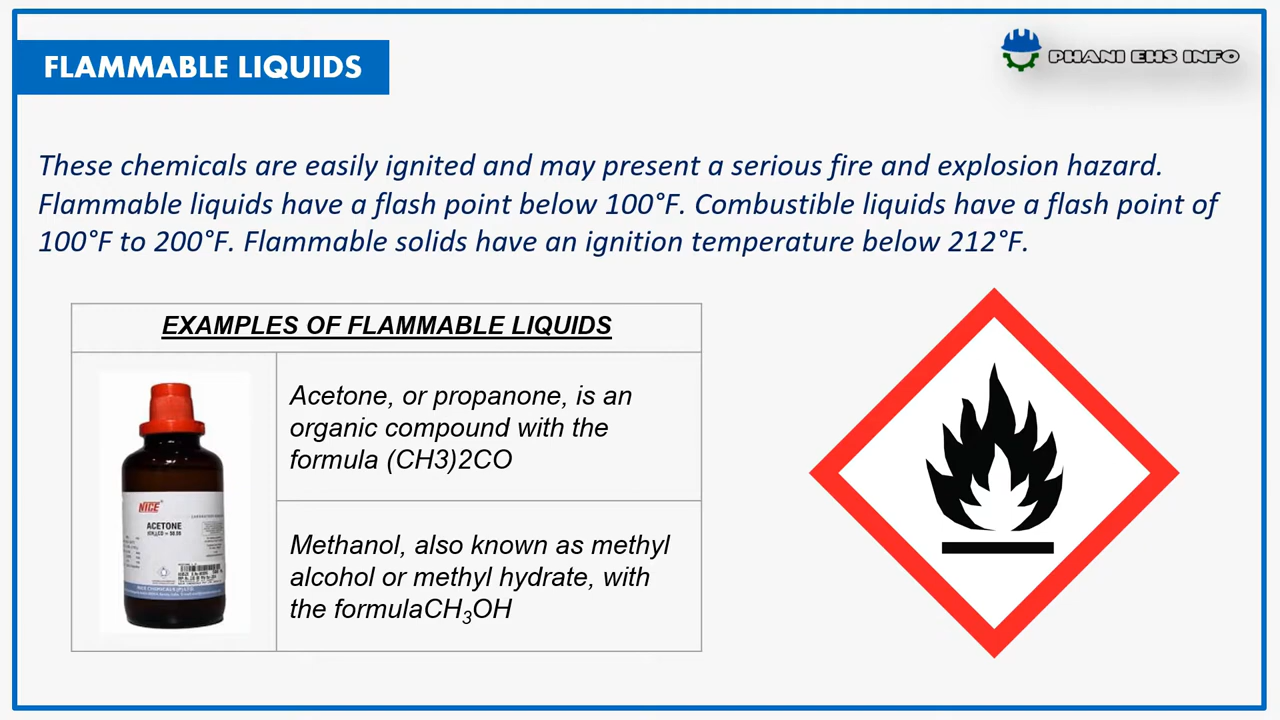 FLAMMABLE LIQUIDS
PHANI EHS INFO
These chemicals are easily ignited and may present a serious fire and explosion hazard.
Flammable liquids have a flash point below 100°F. Combustible liquids have a flash point of
100°F to 200°F. Flammable solids have an ignition temperature below 212°F.
EXAMPLES OF FLAMMABLE LIQUIDS
Acetone, or propanone, is an
organic compound with the
formula (CH3)2CO
NICE
ACETONE
Methanol, also known as methyl
alcohol or methyl hydrate, with
the formulaCH₃OH